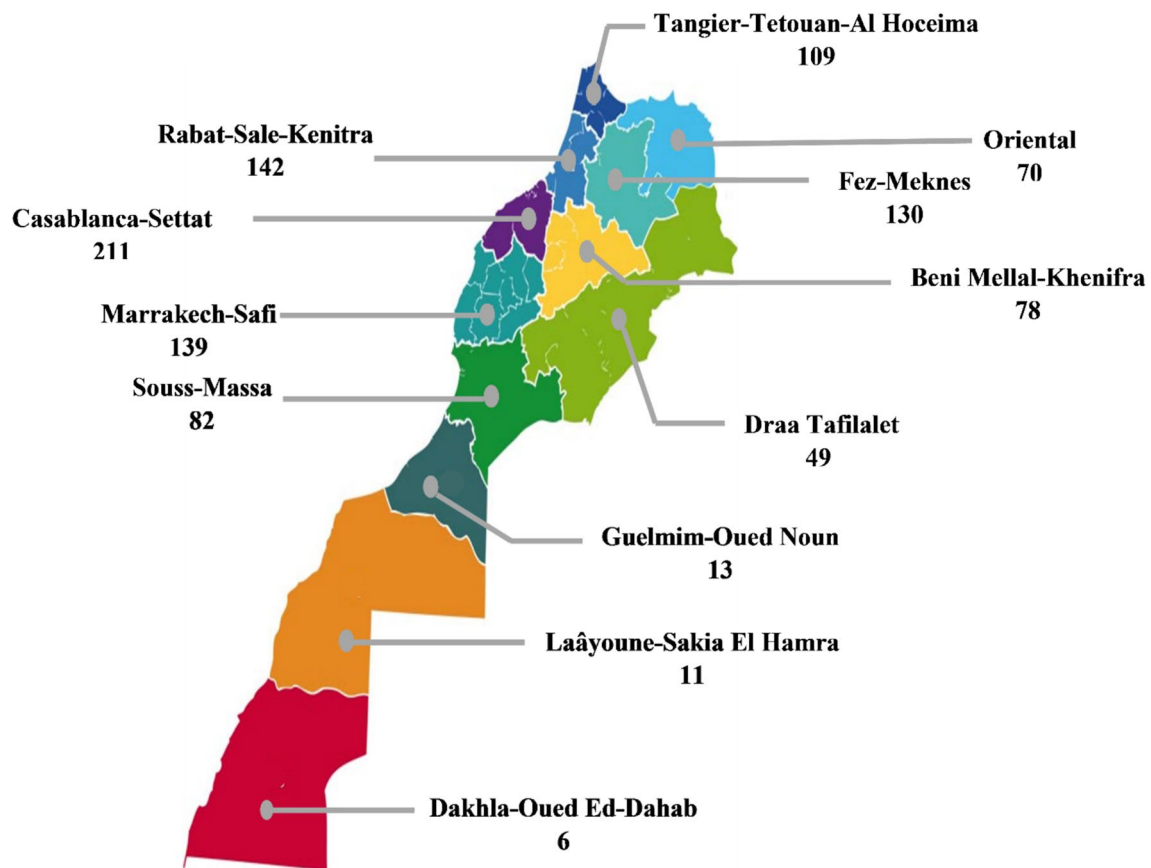 Tangier-Tetouan-Al Hoceima
109
Rabat-Sale-Kenitra
142
Oriental
70
Fez-Meknes
130
Casablanca-Settat
211
Beni Mellal-Khenifra
78
Marrakech-Safi
139
Souss-Massa
82
Draa Tafilalet
49
Guelmim-Oued Noun
13
Laâyoune-Sakia El Hamra
11
Dakhla-Oued Ed-Dahab
6